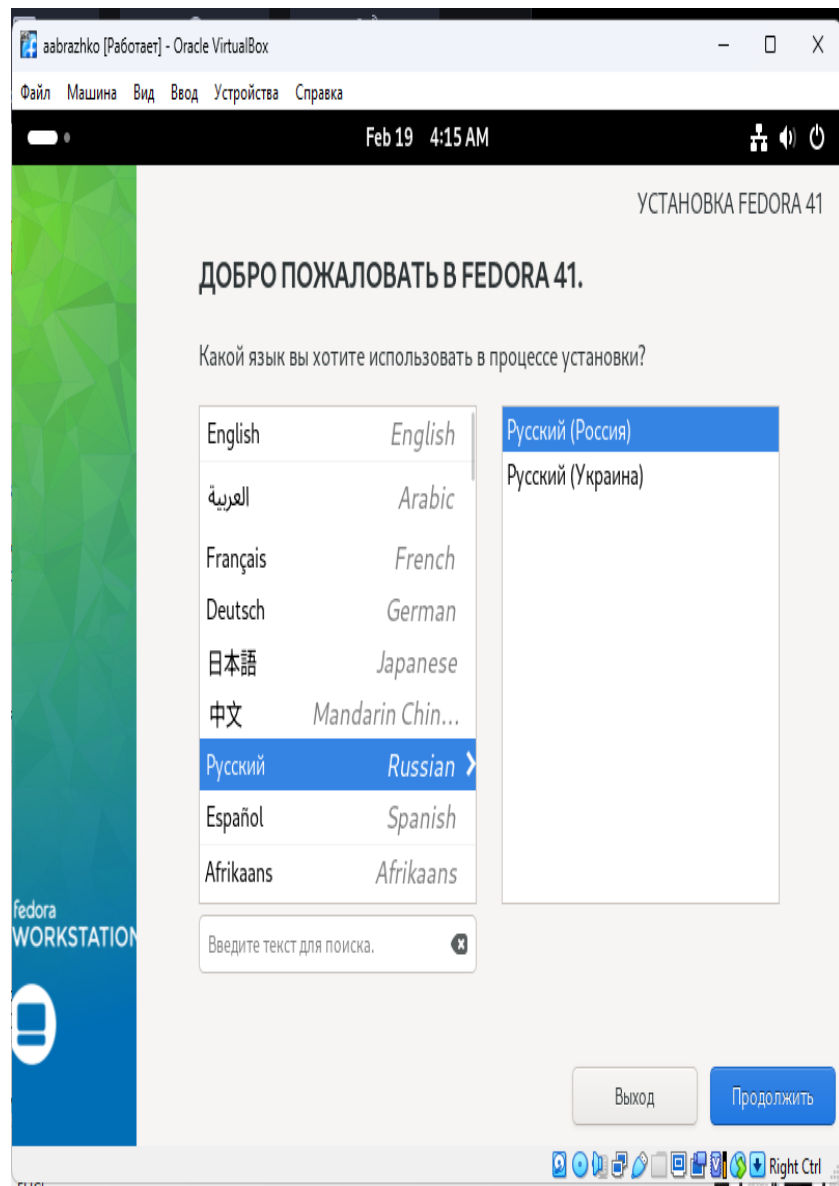 aabrazhko [Работает] - Oracle VirtualBox
Файл Машина Вид Ввод Устройства Справка
Feb 19 4:15 AM
УСТАНОВКА FEDORA 41
ДОБРО ПОЖАЛОВАТЬ В FEDORA 41.
Какой язык вы хотите использовать в процессе установки?
English English
العربية Arabic
Français French
Deutsch German
日本語 Japanese
中文 Mandarin Chin...
Русский Russian
Español Spanish
Afrikaans Afrikaans
Русский (Россия)
Русский (Украина)
Введите текст для поиска.
fedora
WORKSTATION
Выход Продолжить
Right Ctrl